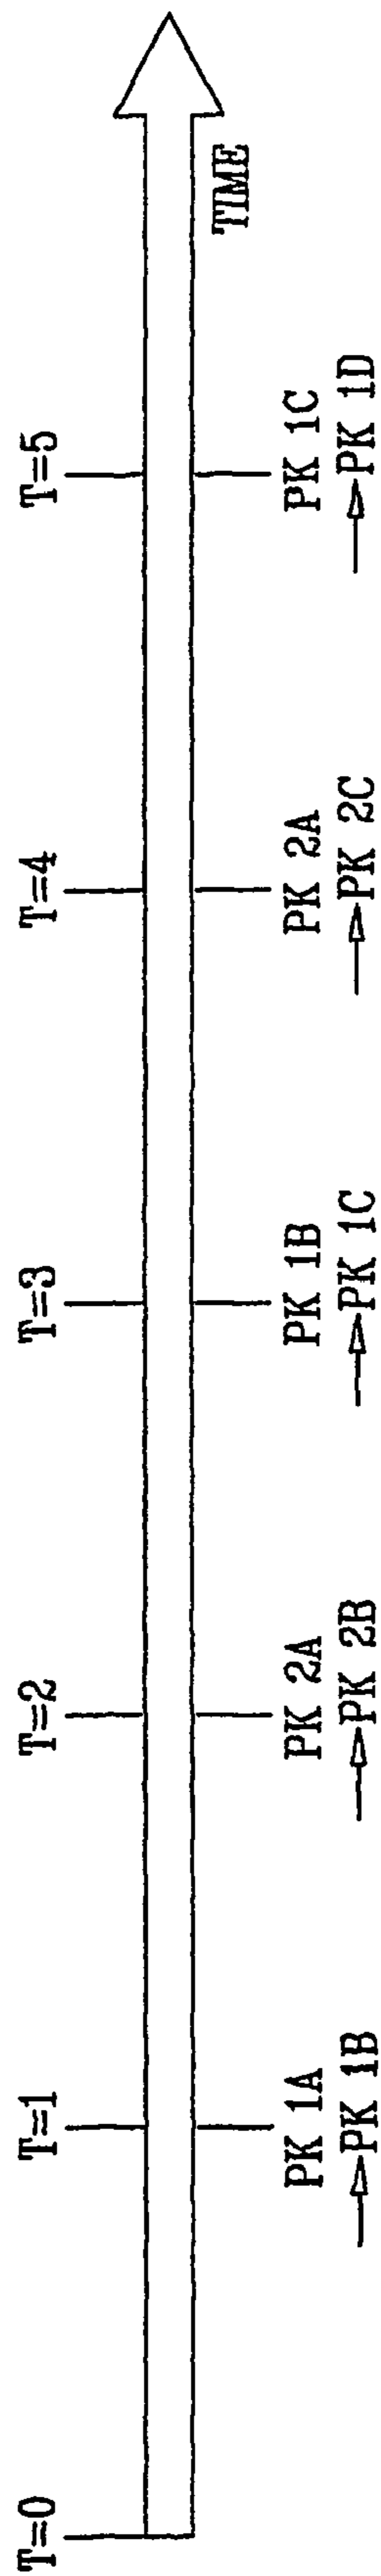 T=0
T=1
T=2
T=3
T=4
T=5
PK 1A
→PK 1B
PK 2A
→PK 2B
PK 1B
→PK 1C
PK 2A
→PK 2C
PK 1C
→PK 1D
TIME